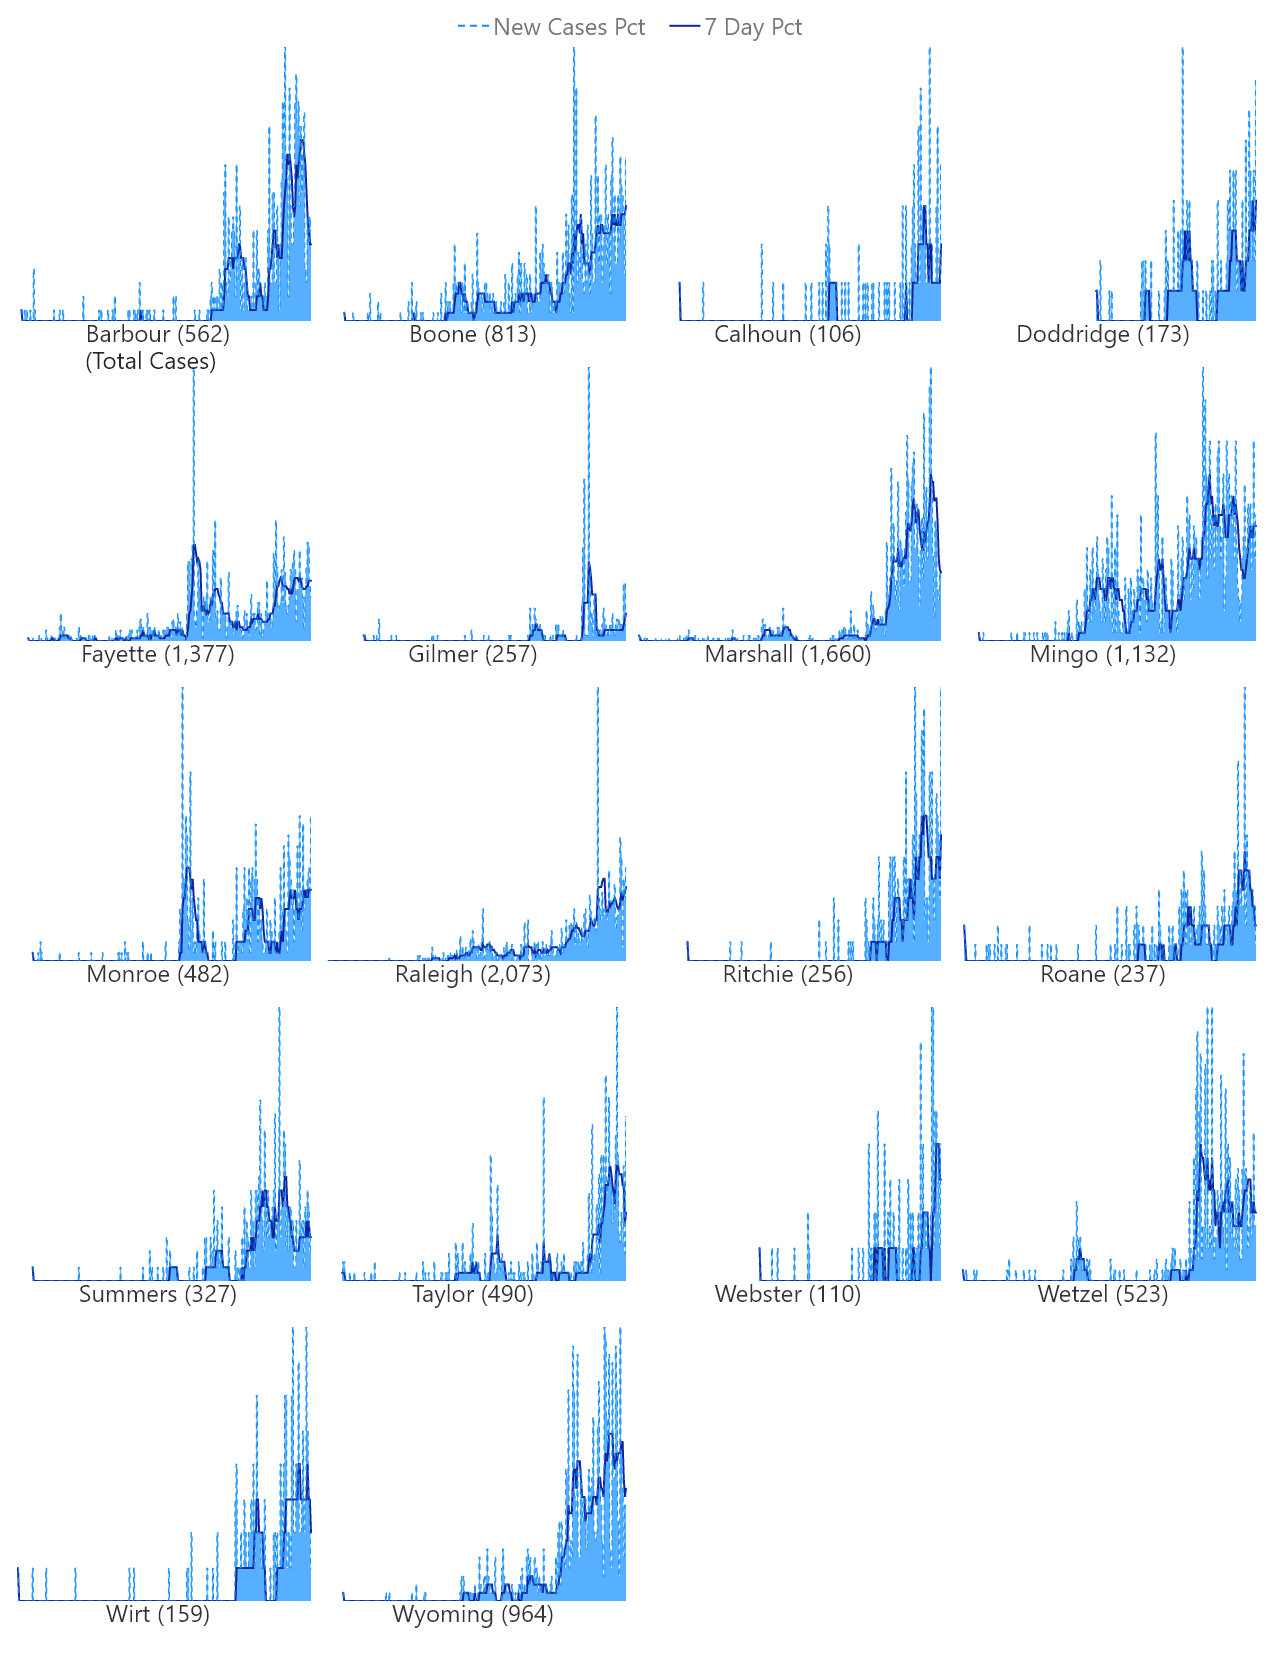 New Cases Pct 7 Day Pct
Barbour (562)
(Total Cases)
Boone (813)
Calhoun (106)
Doddridge (173)
Fayette (1,377)
Gilmer (257)
Marshall (1,660)
Mingo (1,132)
Monroe (482)
Raleigh (2,073)
Ritchie (256)
Roane (237)
Summers (327)
Taylor (490)
Webster (110)
Wetzel (523)
Wirt (159)
Wyoming (964)